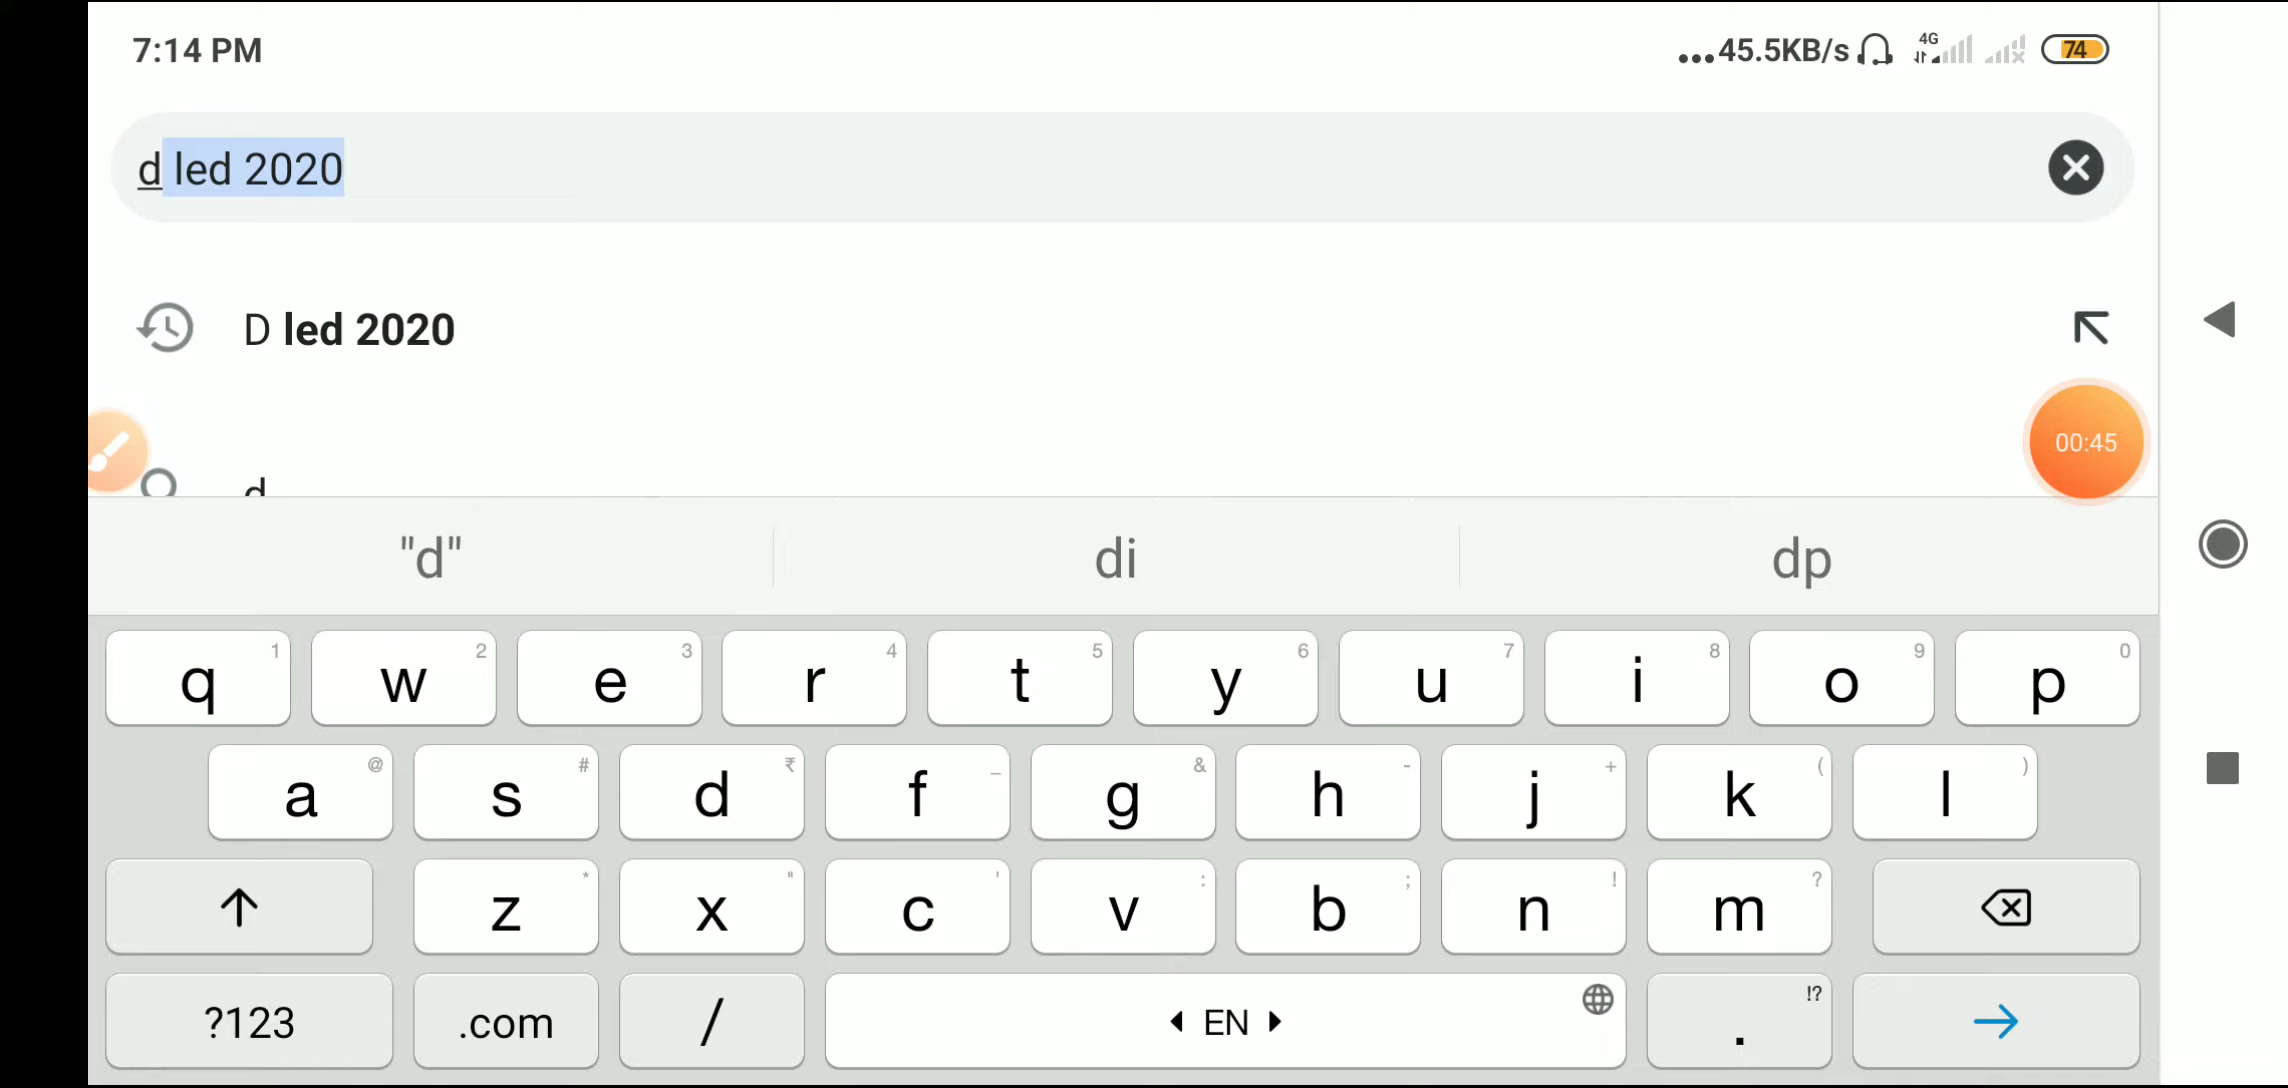 7:14 PM
...45.5KB/s 4G 74
d led 2020
D led 2020
d
00:45
"d" di dp
q 1 w 2 e 3 r 4 t 5 y 6 u 7 i 8 o 9 p 0
a @ s # d ₹ f _ g & h - j + k ( l )
z * x " c ' v : b ; n ! m ?
?123 .com / EN . !?